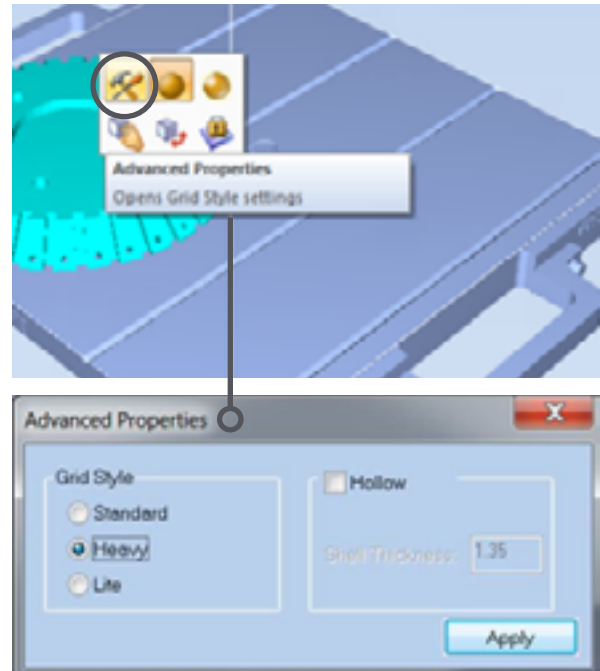 Advanced Properties
Opens Grid Style settings
Advanced Properties
Grid Style
Standard
Heavy
Lite
Hollow
Shell Thickness: 1.35
Apply